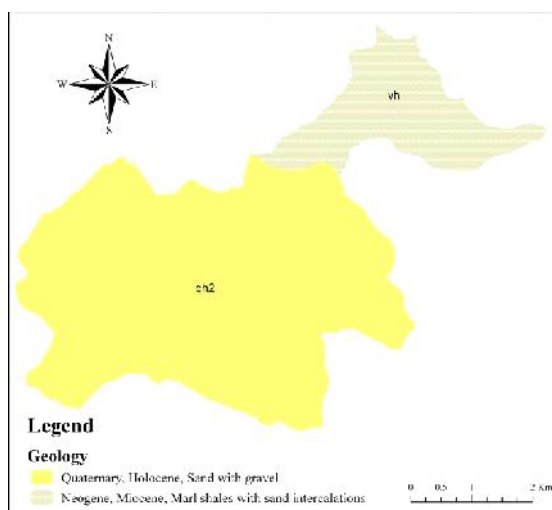 N
W E
S
vh
qh2
Legend
Geology
Quaternary, Holocene, Sand with gravel
Neogene, Miocene, Marl shales with sand intercalations
0 0.5 1 2 Km